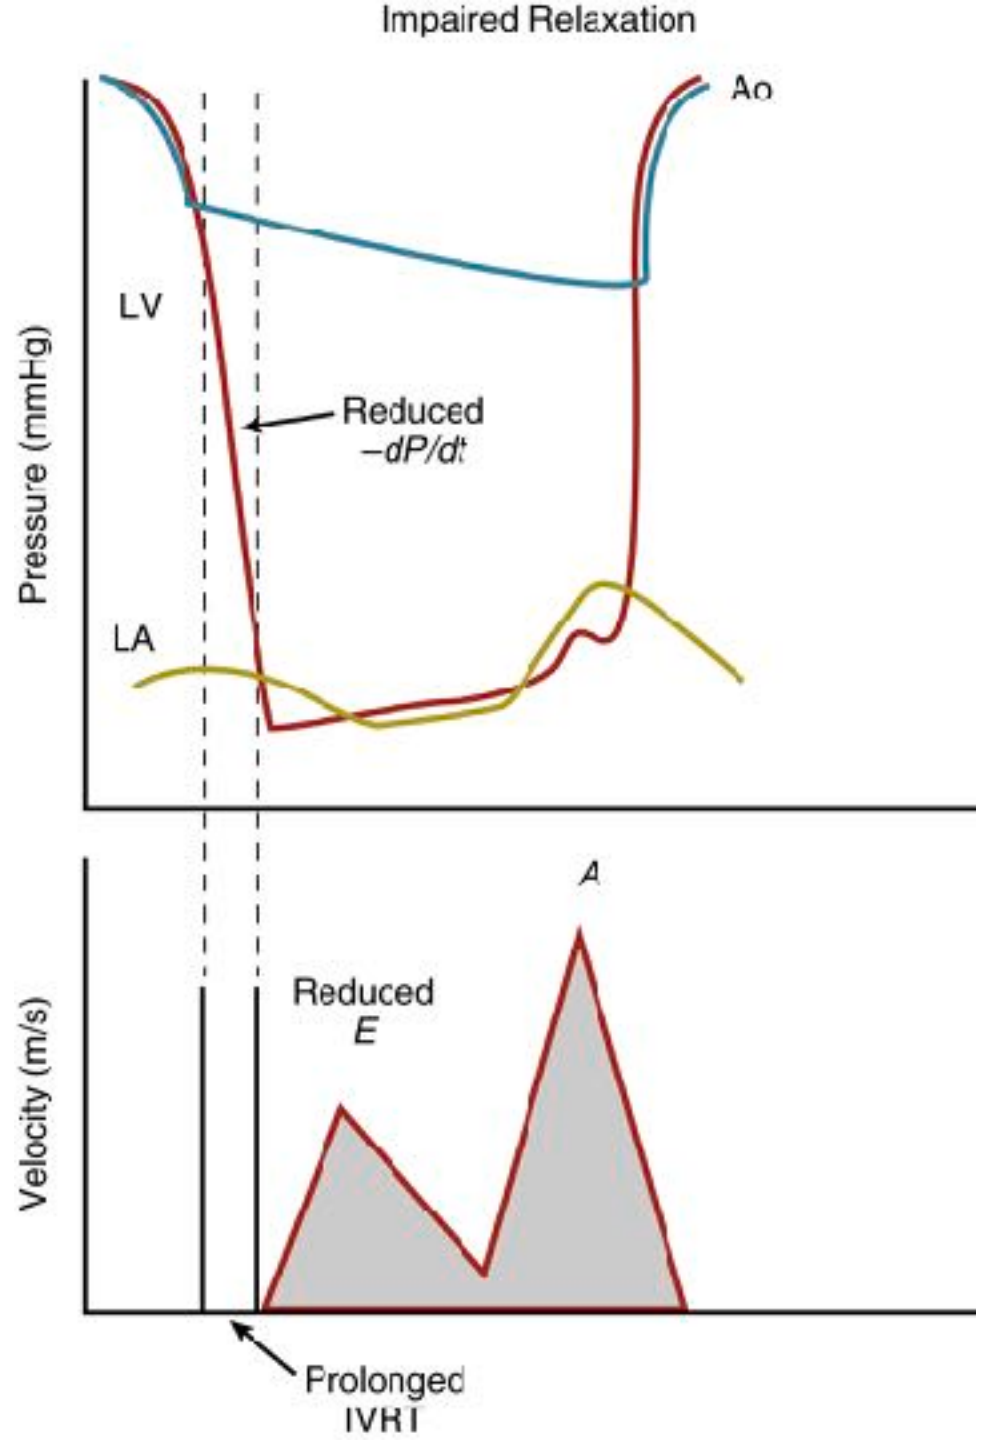 Impaired Relaxation
Ao
LV
Reduced
–dP/dt
Pressure (mmHg)
LA
A
Reduced
E
Velocity (m/s)
Prolonged
IVRT